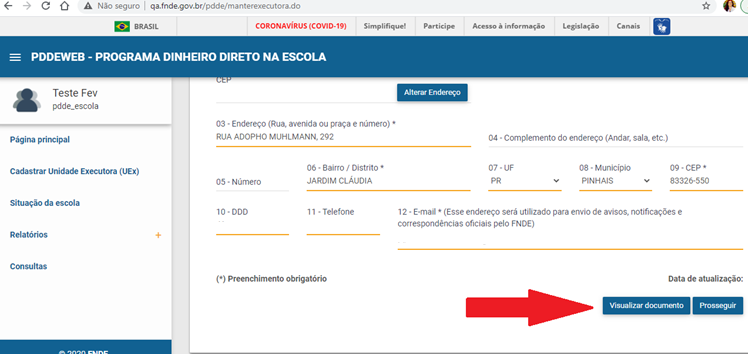 Não seguro | qa.fnde.gov.br/pdde/manterexecutora.do
BRASIL
CORONAVÍRUS (COVID-19)
Simplifique!
Participe
Acesso à informação
Legislação
Canais
PDDEWEB - PROGRAMA DINHEIRO DIRETO NA ESCOLA
Teste Fev
pdde_escola
Página principal
Cadastrar Unidade Executora (UEx)
Situação da escola
Relatórios +
Consultas
© 2020 FNDE
CEP
Alterar Endereço
03 - Endereço (Rua, avenida ou praça e número) *
RUA ADOPHO MUHLMANN, 292
04 - Complemento do endereço (Andar, sala, etc.)
05 - Número
06 - Bairro / Distrito *
JARDIM CLÁUDIA
07 - UF
PR
08 - Município
PINHAIS
09 - CEP *
83326-550
10 - DDD
11 - Telefone
12 - E-mail * (Esse endereço será utilizado para envio de avisos, notificações e
correspondências oficiais pelo FNDE)
(*) Preenchimento obrigatório
Data de atualização:
Visualizar documento
Prosseguir